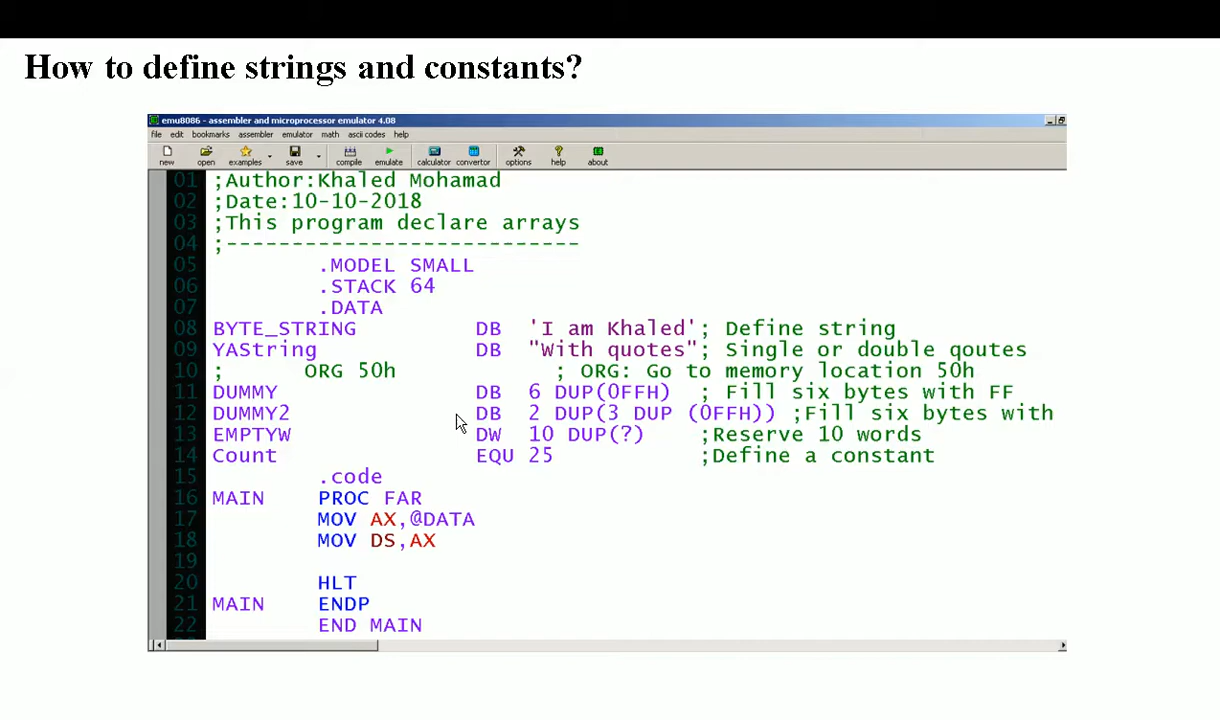 How to define strings and constants?
emu8086 - assembler and microprocessor emulator 4.08
file edit bookmarks assembler emulator math ascii codes help
new open examples save compile emulate calculator convertor options help about
01 ;Author:Khaled Mohamad
02 ;Date:10-10-2018
03 ;This program declare arrays
04 ;---------------------------
05 .MODEL SMALL
06 .STACK 64
07 .DATA
08 BYTE_STRING DB 'I am Khaled'; Define string
09 YAString DB "With quotes"; Single or double qoutes
10 ; ORG 50h ; ORG: Go to memory location 50h
11 DUMMY DB 6 DUP(0FFH) ; Fill six bytes with FF
12 DUMMY2 DB 2 DUP(3 DUP (0FFH)) ;Fill six bytes with
13 EMPTYW DW 10 DUP(?) ;Reserve 10 words
14 Count EQU 25 ;Define a constant
15 .code
16 MAIN PROC FAR
17 MOV AX,@DATA
18 MOV DS,AX
19
20 HLT
21 MAIN ENDP
22 END MAIN